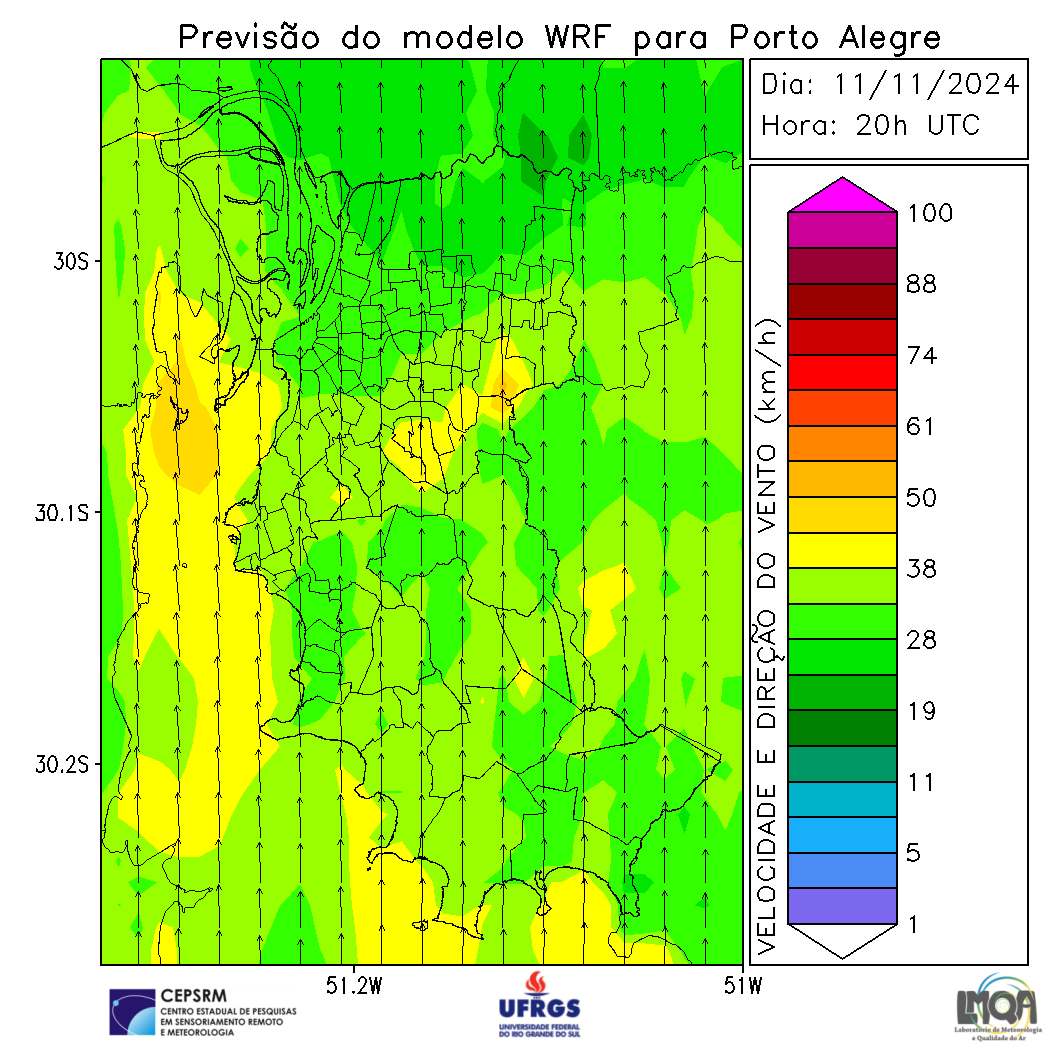 Previsão do modelo WRF para Porto Alegre
Dia: 11/11/2024
Hora: 20h UTC
30S
30.1S
30.2S
51.2W
51W
VELOCIDADE E DIREÇÃO DO VENTO (km/h)
100
88
74
61
50
38
28
19
11
5
1
CEPSRM
CENTRO ESTADUAL DE PESQUISAS
EM SENSORIAMENTO REMOTO
E METEOROLOGIA
UFRGS
UNIVERSIDADE FEDERAL
DO RIO GRANDE DO SUL
LMQA
Laboratório de Meteorologia
e Qualidade do Ar